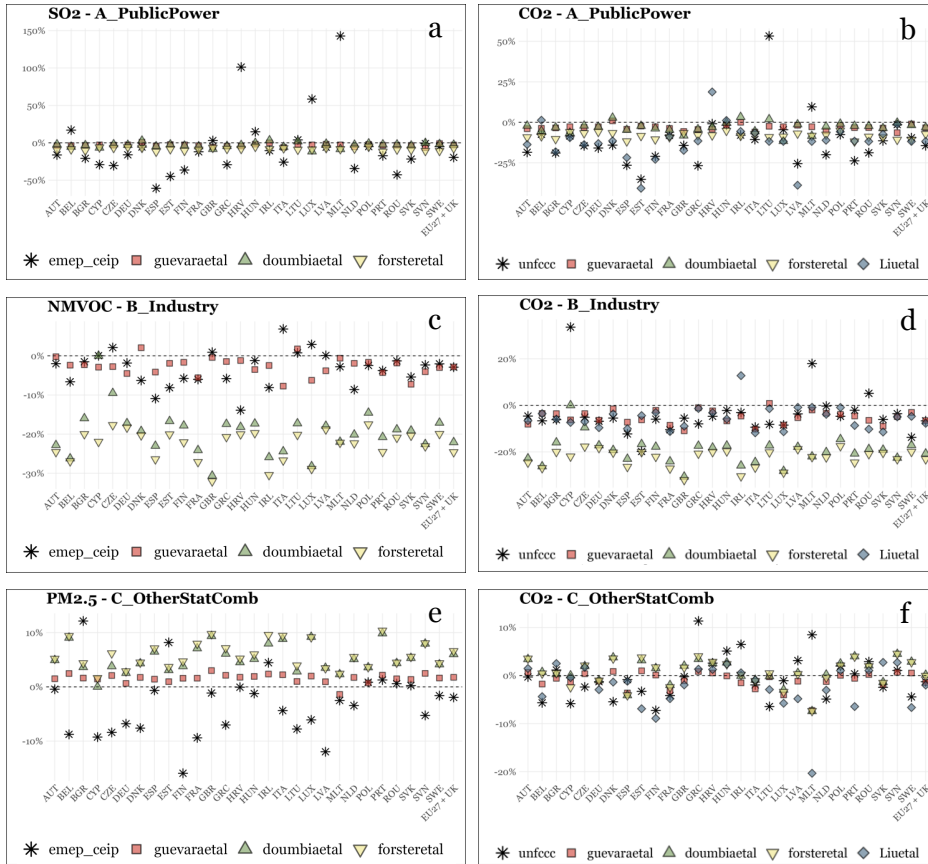 SO2 - A_PublicPower
a
150%
100%
50%
0%
-50%
AUT BEL BGR CYP CZE DEU DNK ESP EST FIN FRA GBR GRC HRV HUN IRL ITA LTU LUX LVA MLT NLD POL PRT ROU SVK SVN SWE EU27 + UK
emep_ceip guevaraetal doumbiaetal forsteretal
CO2 - A_PublicPower
b
50%
25%
0%
-25%
AUT BEL BGR CYP CZE DEU DNK ESP EST FIN FRA GBR GRC HRV HUN IRL ITA LTU LUX LVA MLT NLD POL PRT ROU SVK SVN SWE EU27 + UK
unfccc guevaraetal doumbiaetal forsteretal Liuetal
NMVOC - B_Industry
c
0%
-10%
-20%
-30%
AUT BEL BGR CYP CZE DEU DNK ESP EST FIN FRA GBR GRC HRV HUN IRL ITA LTU LUX LVA MLT NLD POL PRT ROU SVK SVN SWE EU27 + UK
emep_ceip guevaraetal doumbiaetal forsteretal
CO2 - B_Industry
d
20%
0%
-20%
AUT BEL BGR CYP CZE DEU DNK ESP EST FIN FRA GBR GRC HRV HUN IRL ITA LTU LUX LVA MLT NLD POL PRT ROU SVK SVN SWE EU27 + UK
unfccc guevaraetal doumbiaetal forsteretal Liuetal
PM2.5 - C_OtherStatComb
e
10%
0%
-10%
AUT BEL BGR CYP CZE DEU DNK ESP EST FIN FRA GBR GRC HRV HUN IRL ITA LTU LUX LVA MLT NLD POL PRT ROU SVK SVN SWE EU27 + UK
emep_ceip guevaraetal doumbiaetal forsteretal
CO2 - C_OtherStatComb
f
10%
0%
-10%
-20%
AUT BEL BGR CYP CZE DEU DNK ESP EST FIN FRA GBR GRC HRV HUN IRL ITA LTU LUX LVA MLT NLD POL PRT ROU SVK SVN SWE EU27 + UK
unfccc guevaraetal doumbiaetal forsteretal Liuetal